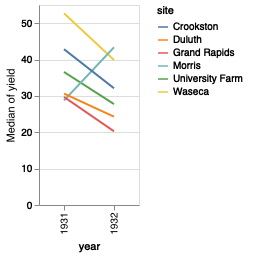 site
Crookston
Duluth
Grand Rapids
Morris
University Farm
Waseca
Median of yield
50
40
30
20
10
0
1931
1932
year